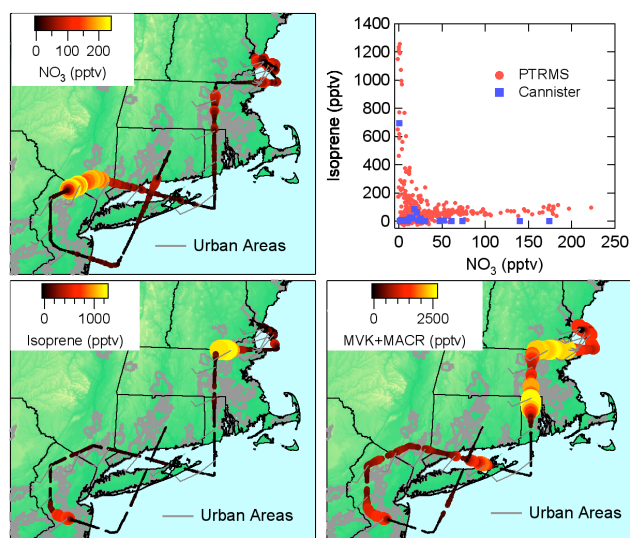 0 100 200
NO3 (pptv)
Urban Areas
1400
1200
1000
800
600
400
200
0
Isoprene (pptv)
PTRMS
Cannister
0 50 100 150 200
NO3 (pptv)
0 1000
Isoprene (pptv)
Urban Areas
0 2500
MVK+MACR (pptv)
Urban Areas